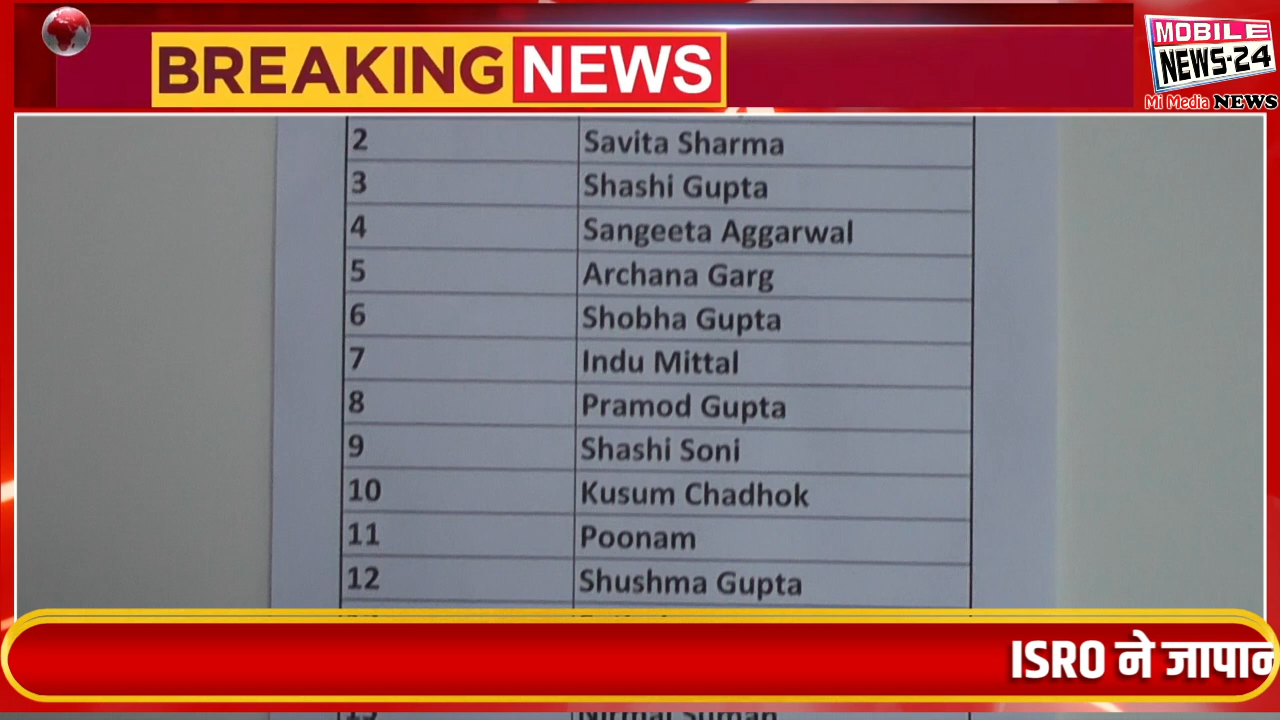 BREAKING NEWS
MOBILE
NEWS-24
Mi Media NEWS
2 Savita Sharma
3 Shashi Gupta
4 Sangeeta Aggarwal
5 Archana Garg
6 Shobha Gupta
7 Indu Mittal
8 Pramod Gupta
9 Shashi Soni
10 Kusum Chadhok
11 Poonam
12 Shushma Gupta
ISRO ने जापान